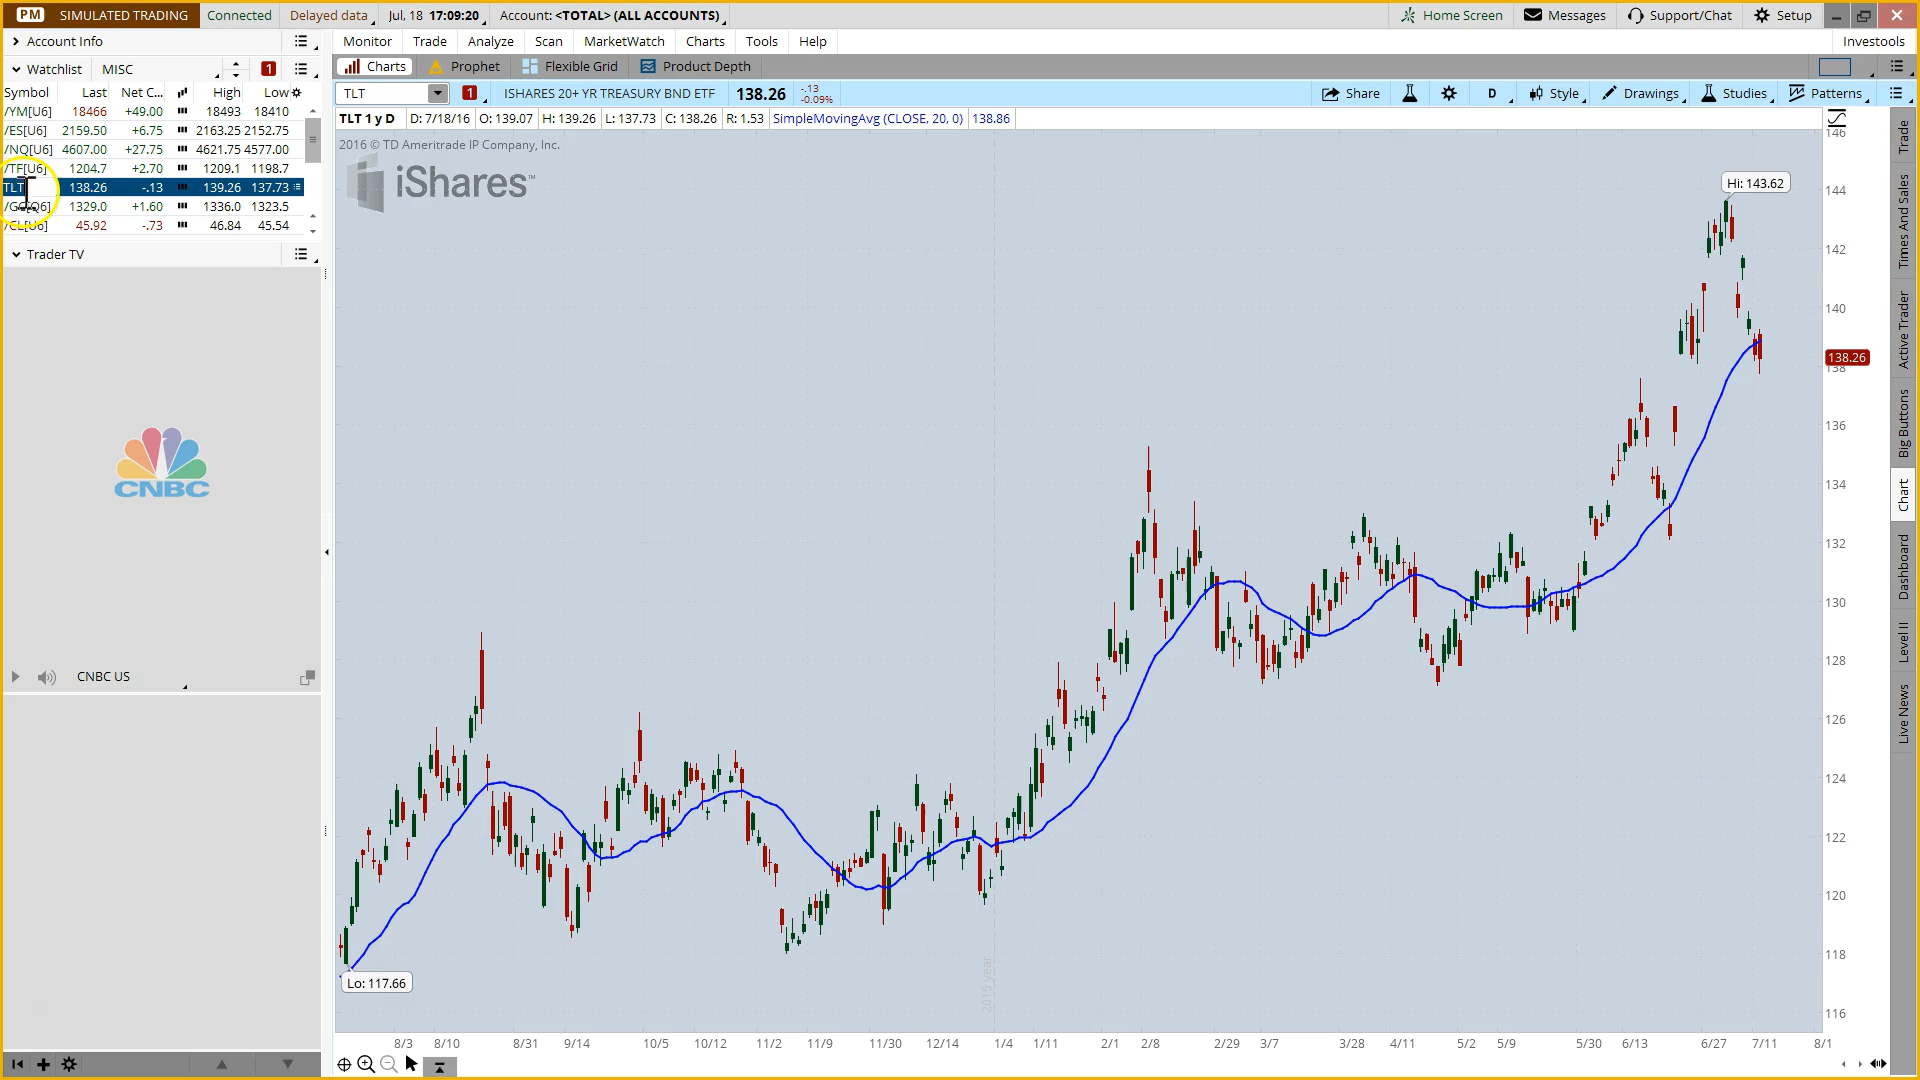 PM SIMULATED TRADING Connected Delayed data Jul, 18 17:09:20 Account: <TOTAL> (ALL ACCOUNTS) Home Screen Messages Support/Chat Setup
Account Info
Monitor Trade Analyze Scan MarketWatch Charts Tools Help Investools
Watchlist MISC 1
Charts Prophet Flexible Grid Product Depth
Symbol Last Net C... High Low
TLT 1 ISHARES 20+ YR TREASURY BND ETF 138.26 -.13 -0.09% Share D Style Drawings Studies Patterns
/YM[U6] 18466 +49.00 18493 18410
/ES[U6] 2159.50 +6.75 2163.25 2152.75
/NQ[U6] 4607.00 +27.75 4621.75 4577.00
/TF[U6] 1204.7 +2.70 1209.1 1198.7
TLT 138.26 -.13 139.26 137.73
/GC[Q6] 1329.0 +1.60 1336.0 1323.5
/CL[U6] 45.92 -.73 46.84 45.54
TLT 1 y D D: 7/18/16 O: 139.07 H: 139.26 L: 137.73 C: 138.26 R: 1.53 SimpleMovingAvg (CLOSE, 20, 0) 138.86
2016 © TD Ameritrade IP Company, Inc.
iShares™
Trader TV
CNBC
CNBC US
Hi: 143.62
Lo: 117.66
2015 year
146
144
142
140
138.26
138
136
134
132
130
128
126
124
122
120
118
116
8/3 8/10 8/31 9/14 10/5 10/12 11/2 11/9 11/30 12/14 1/4 1/11 2/1 2/8 2/29 3/7 3/28 4/11 5/2 5/9 5/30 6/13 6/27 7/11 8/1
Trade
Times And Sales
Active Trader
Big Buttons
Chart
Dashboard
Level II
Live News